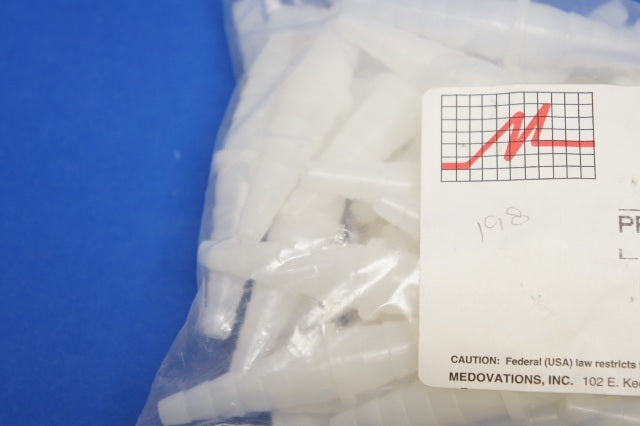 198
CAUTION: Federal (USA) law restricts
MEDOVATIONS, INC. 102 E.